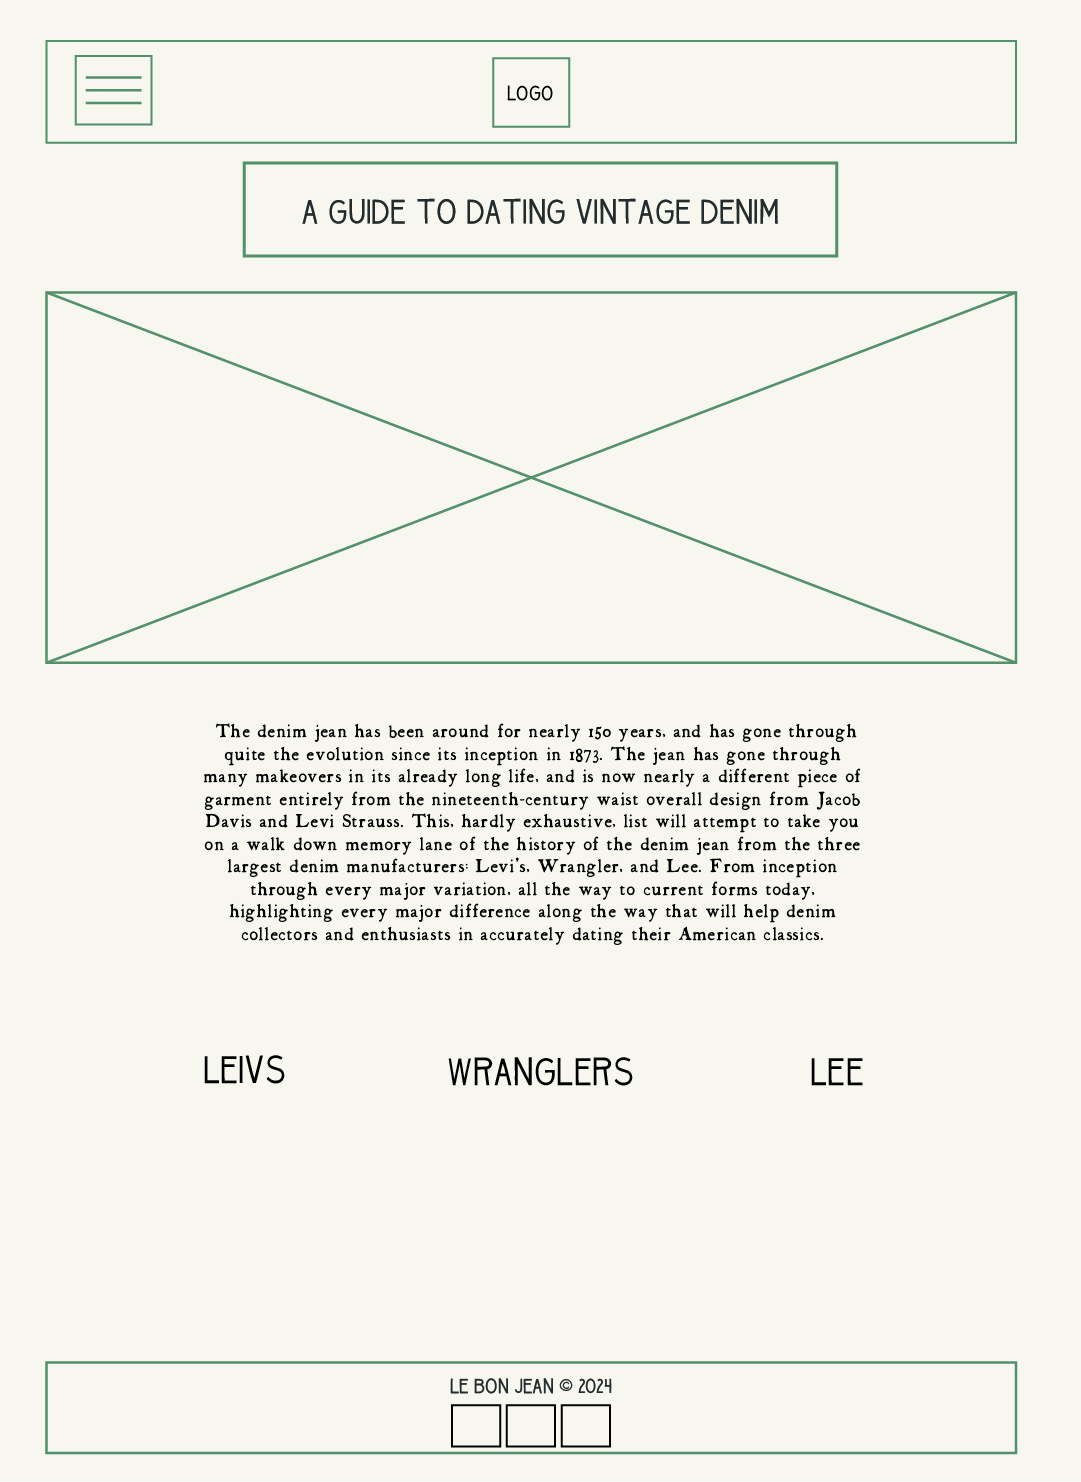 LOGO
A GUIDE TO DATING VINTAGE DENIM
The denim jean has been around for nearly 150 years, and has gone through
quite the evolution since its inception in 1873. The jean has gone through
many makeovers in its already long life, and is now nearly a different piece of
garment entirely from the nineteenth-century waist overall design from Jacob
Davis and Levi Strauss. This, hardly exhaustive, list will attempt to take you
on a walk down memory lane of the history of the denim jean from the three
largest denim manufacturers: Levi's, Wrangler, and Lee. From inception
through every major variation, all the way to current forms today,
highlighting every major difference along the way that will help denim
collectors and enthusiasts in accurately dating their American classics.
LEIVS WRANGLERS LEE
LE BON JEAN © 2024